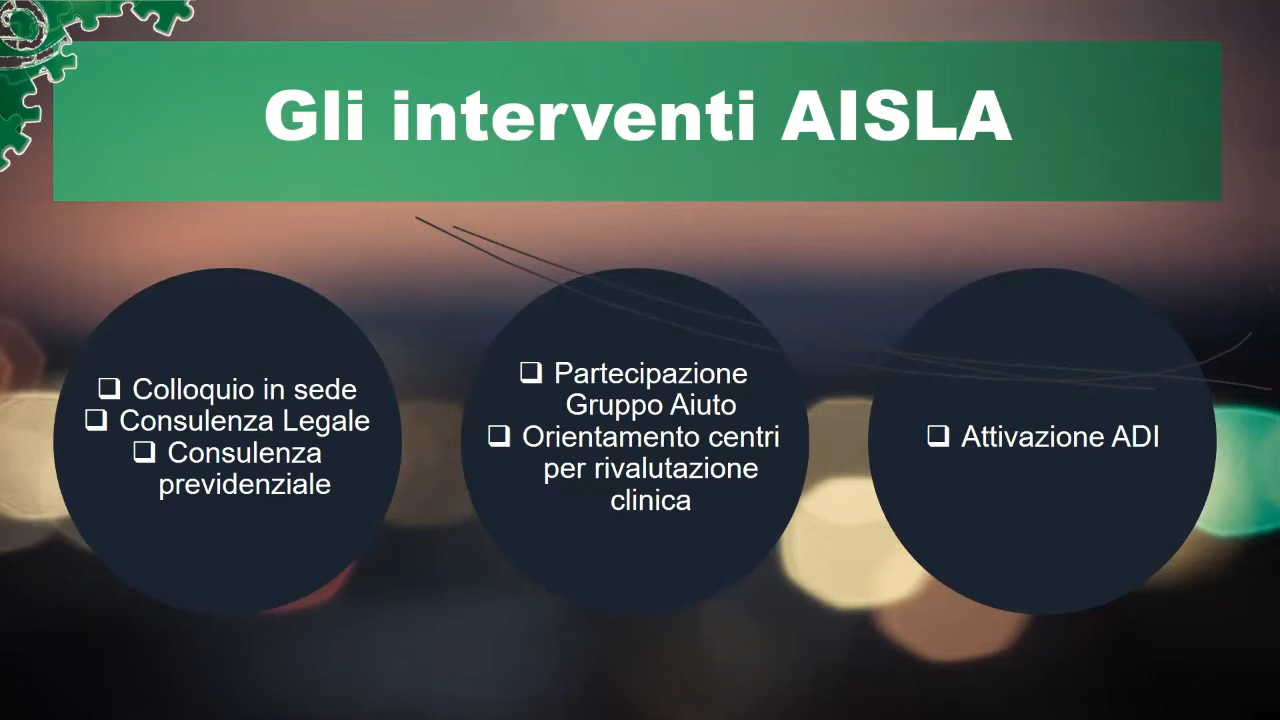 Gli interventi AISLA
❑ Colloquio in sede
❑ Consulenza Legale
❑ Consulenza
previdenziale
❑ Partecipazione
Gruppo Aiuto
❑ Orientamento centri
per rivalutazione
clinica
❑ Attivazione ADI